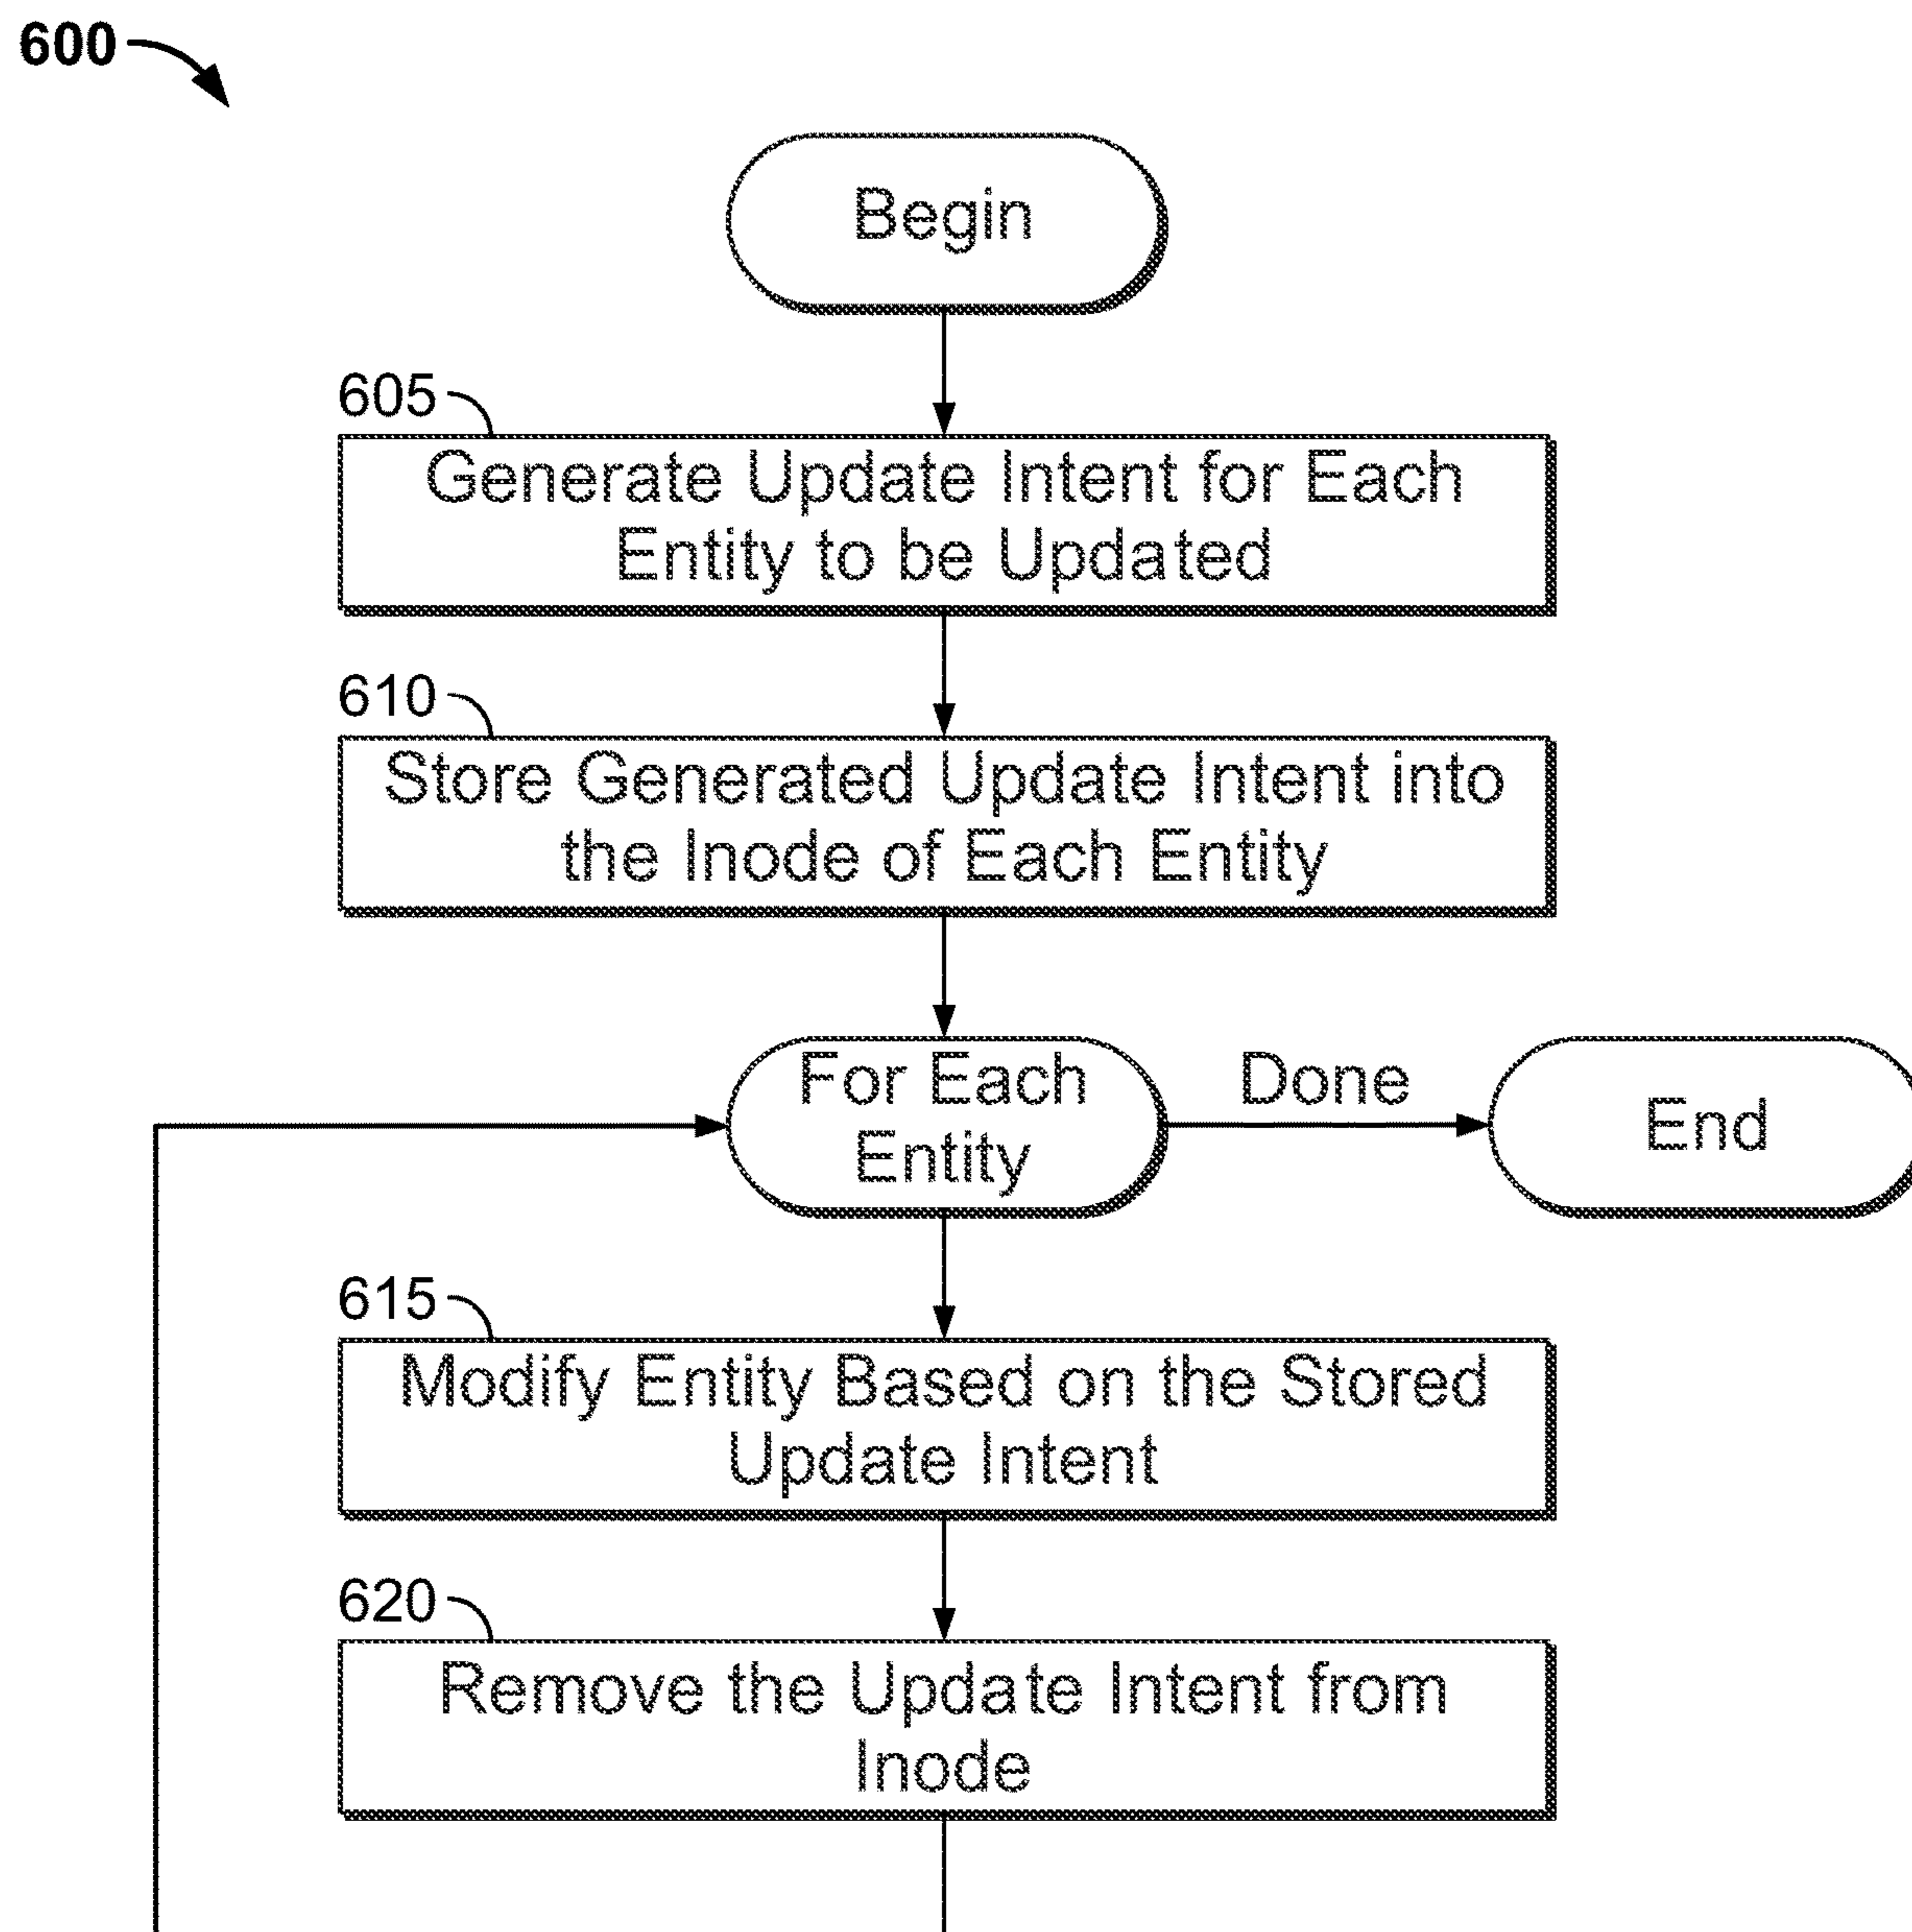 600
Begin
605
Generate Update Intent for Each
Entity to be Updated
610
Store Generated Update Intent into
the Inode of Each Entity
For Each
Entity
Done
End
615
Modify Entity Based on the Stored
Update Intent
620
Remove the Update Intent from
Inode